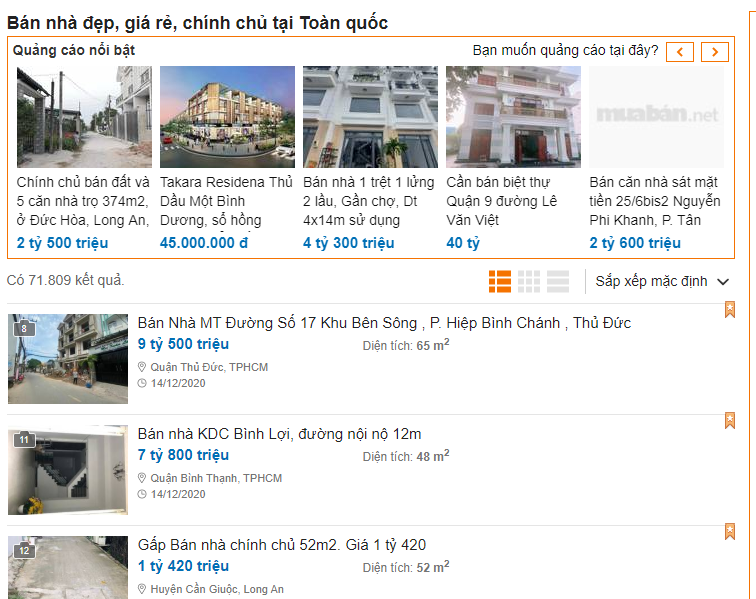 Bán nhà đẹp, giá rẻ, chính chủ tại Toàn quốc
Quảng cáo nổi bật
Bạn muốn quảng cáo tại đây?
Chính chủ bán đất và
5 căn nhà trọ 374m2,
ở Đức Hòa, Long An,
2 tỷ 500 triệu
Takara Residena Thủ
Dầu Một Bình
Dương, sổ hồng
45.000.000 đ
Bán nhà 1 trệt 1 lửng
2 lầu, Gần chợ, Dt
4x14m sử dụng
4 tỷ 300 triệu
Cần bán biệt thự
Quận 9 đường Lê
Văn Việt
40 tỷ
muaban.net
Bán căn nhà sát mặt
tiền 25/6bis2 Nguyễn
Phi Khanh, P. Tân
2 tỷ 600 triệu
Có 71.809 kết quả.
Sắp xếp mặc định
8
Bán Nhà MT Đường Số 17 Khu Bên Sông , P. Hiệp Bình Chánh , Thủ Đức
9 tỷ 500 triệu
Diện tích: 65 m2
Quận Thủ Đức, TPHCM
14/12/2020
11
Bán nhà KDC Bình Lợi, đường nội nộ 12m
7 tỷ 800 triệu
Diện tích: 48 m2
Quận Bình Thạnh, TPHCM
14/12/2020
12
Gấp Bán nhà chính chủ 52m2. Giá 1 tỷ 420
1 tỷ 420 triệu
Diện tích: 52 m2
Huyện Cần Giuộc, Long An